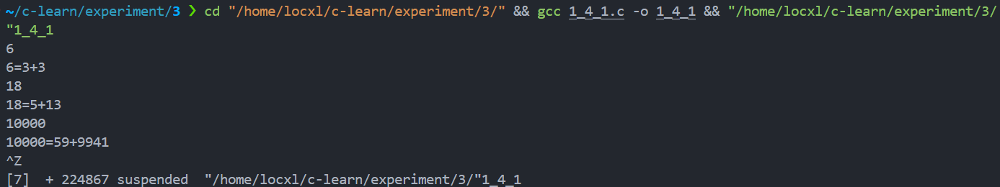 ~/c-learn/experiment/3 ❯ cd "/home/locxl/c-learn/experiment/3/" && gcc 1_4_1.c -o 1_4_1 && "/home/locxl/c-learn/experiment/3/
"1_4_1
6
6=3+3
18
18=5+13
10000
10000=59+9941
^Z
[7]  + 224867 suspended  "/home/locxl/c-learn/experiment/3/"1_4_1